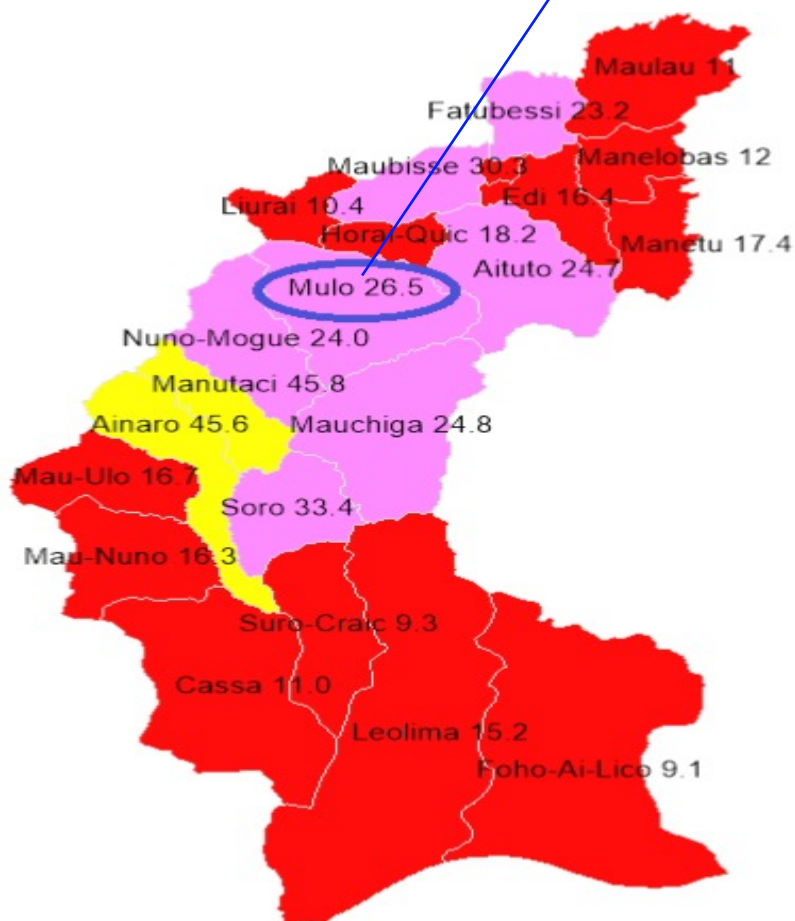 Maulau 11
Fatubessi 23.2
Maubisse 30.3
Manelobas 12
Edi 16.4
Liurai 10.4
Horai-Quic 18.2
Manetu 17.4
Aituto 24.7
Mulo 26.5
Nuno-Mogue 24.0
Manutaci 45.8
Ainaro 45.6
Mauchiga 24.8
Mau-Ulo 16.7
Soro 33.4
Mau-Nuno 16.3
Suro-Craic 9.3
Cassa 11.0
Leolima 15.2
Foho-Ai-Lico 9.1